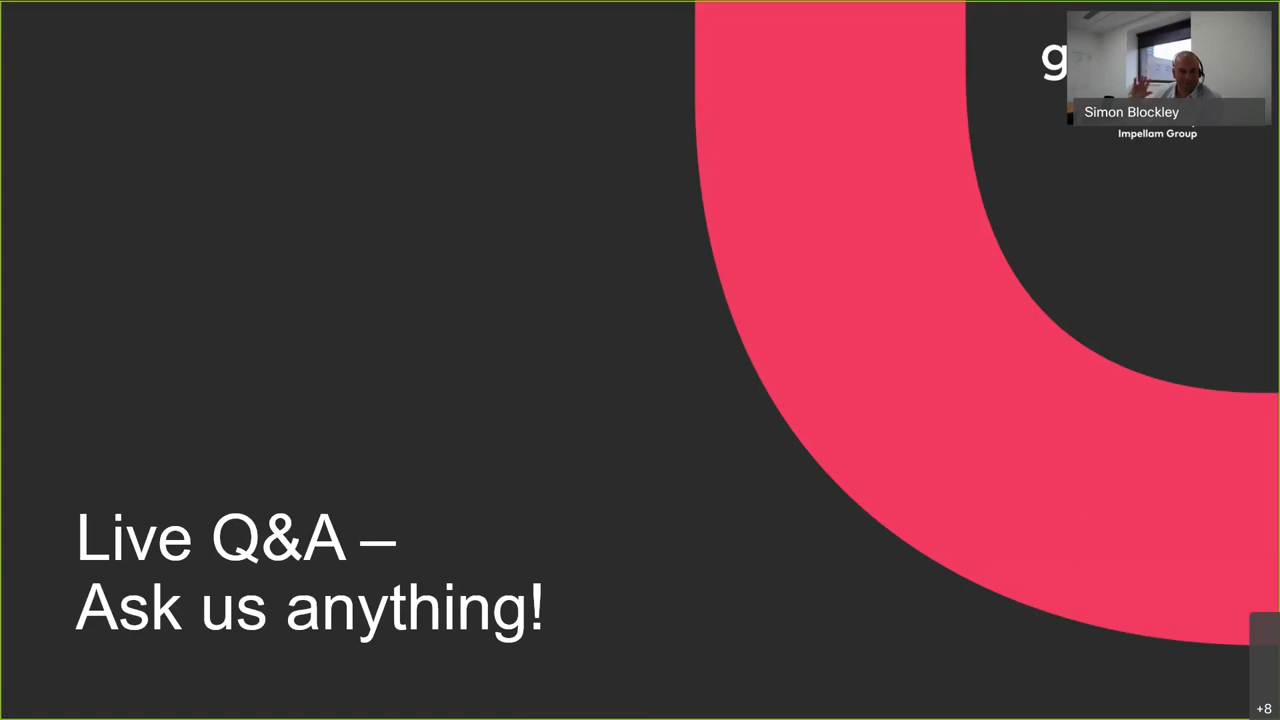 g
Simon Blockley
Impellam Group
Live Q&A –
Ask us anything!
+8